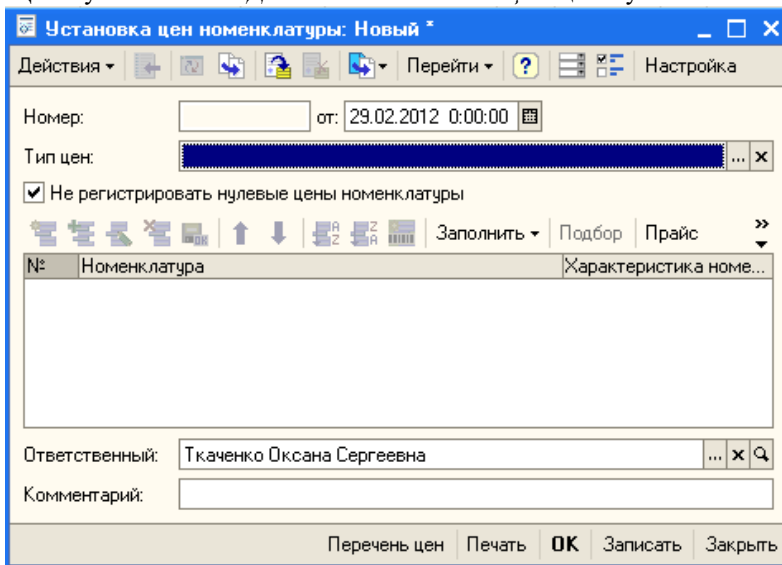 Установка цен номенклатуры: Новый *
Действия Перейти ? Настройка
Номер: от: 29.02.2012 0:00:00
Тип цен: ... x
Не регистрировать нулевые цены номенклатуры
Заполнить Подбор Прайс »
№ Номенклатура Характеристика номе...
Ответственный: Ткаченко Оксана Сергеевна ... x
Комментарий:
Перечень цен Печать OK Записать Закрыть